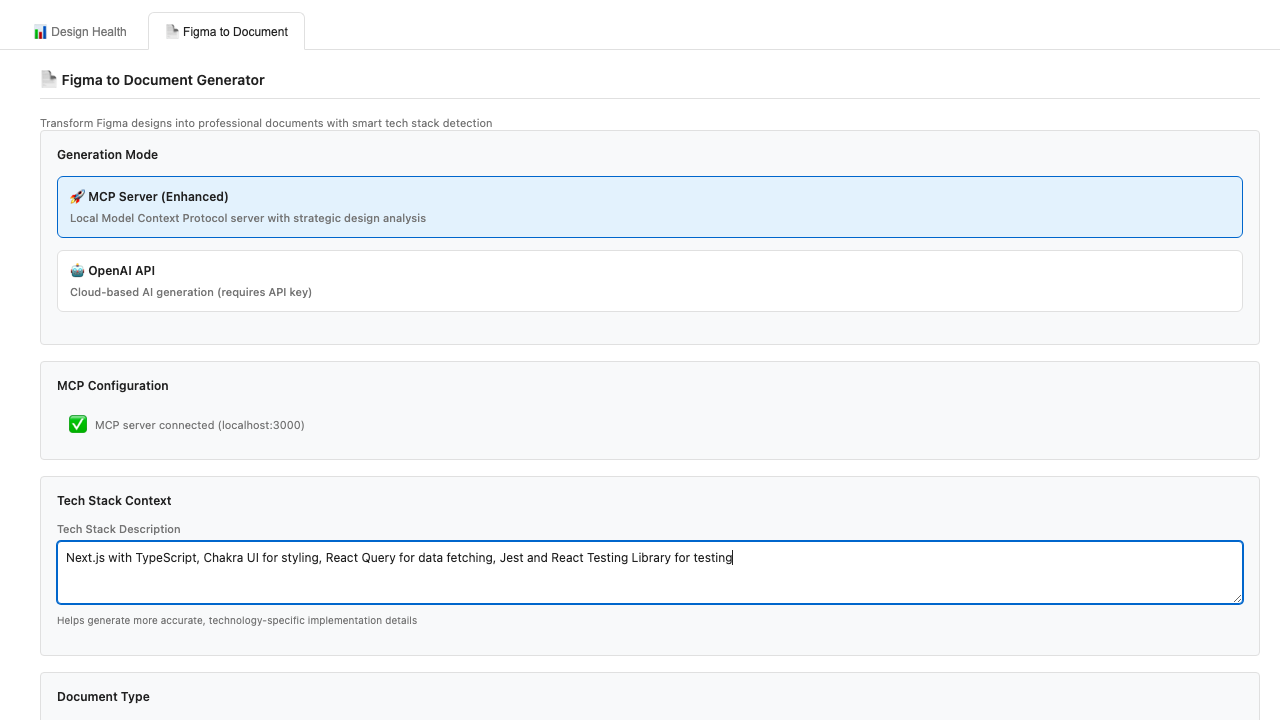 Design Health
Figma to Document
Figma to Document Generator
Transform Figma designs into professional documents with smart tech stack detection
Generation Mode
MCP Server (Enhanced)
Local Model Context Protocol server with strategic design analysis
OpenAI API
Cloud-based AI generation (requires API key)
MCP Configuration
MCP server connected (localhost:3000)
Tech Stack Context
Tech Stack Description
Next.js with TypeScript, Chakra UI for styling, React Query for data fetching, Jest and React Testing Library for testing
Helps generate more accurate, technology-specific implementation details
Document Type